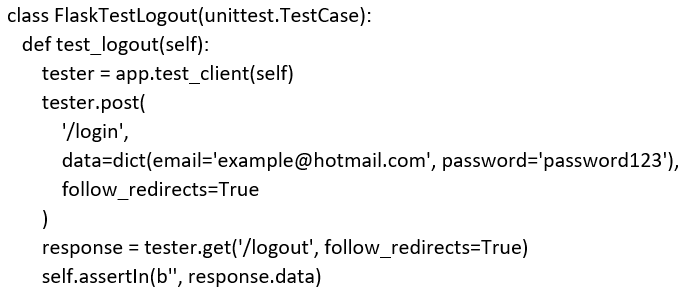 class FlaskTestLogout(unittest.TestCase):
def test_logout(self):
tester = app.test_client(self)
tester.post(
'/login',
data=dict(email='example@hotmail.com', password='password123'),
follow_redirects=True
)
response = tester.get('/logout', follow_redirects=True)
self.assertIn(b'', response.data)